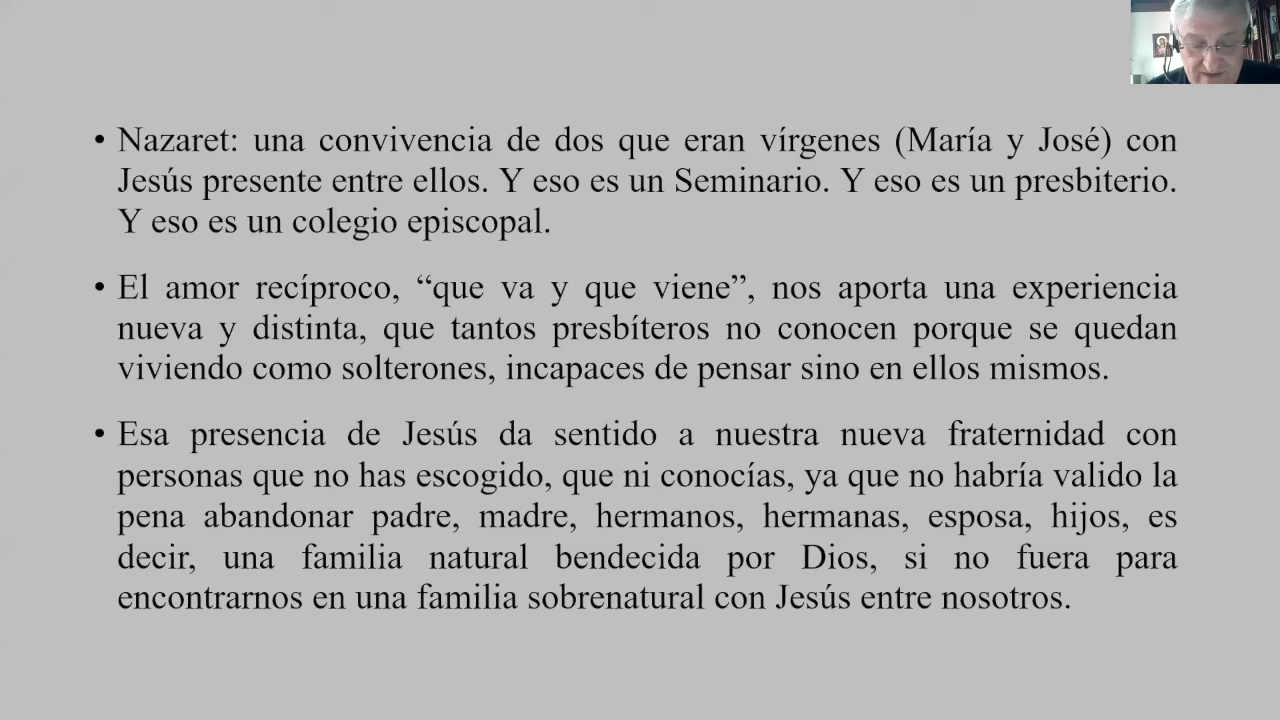 • Nazaret: una convivencia de dos que eran vírgenes (María y José) con
Jesús presente entre ellos. Y eso es un Seminario. Y eso es un presbiterio.
Y eso es un colegio episcopal.
• El amor recíproco, “que va y que viene”, nos aporta una experiencia
nueva y distinta, que tantos presbíteros no conocen porque se quedan
viviendo como solterones, incapaces de pensar sino en ellos mismos.
• Esa presencia de Jesús da sentido a nuestra nueva fraternidad con
personas que no has escogido, que ni conocías, ya que no habría valido la
pena abandonar padre, madre, hermanos, hermanas, esposa, hijos, es
decir, una familia natural bendecida por Dios, si no fuera para
encontrarnos en una familia sobrenatural con Jesús entre nosotros.